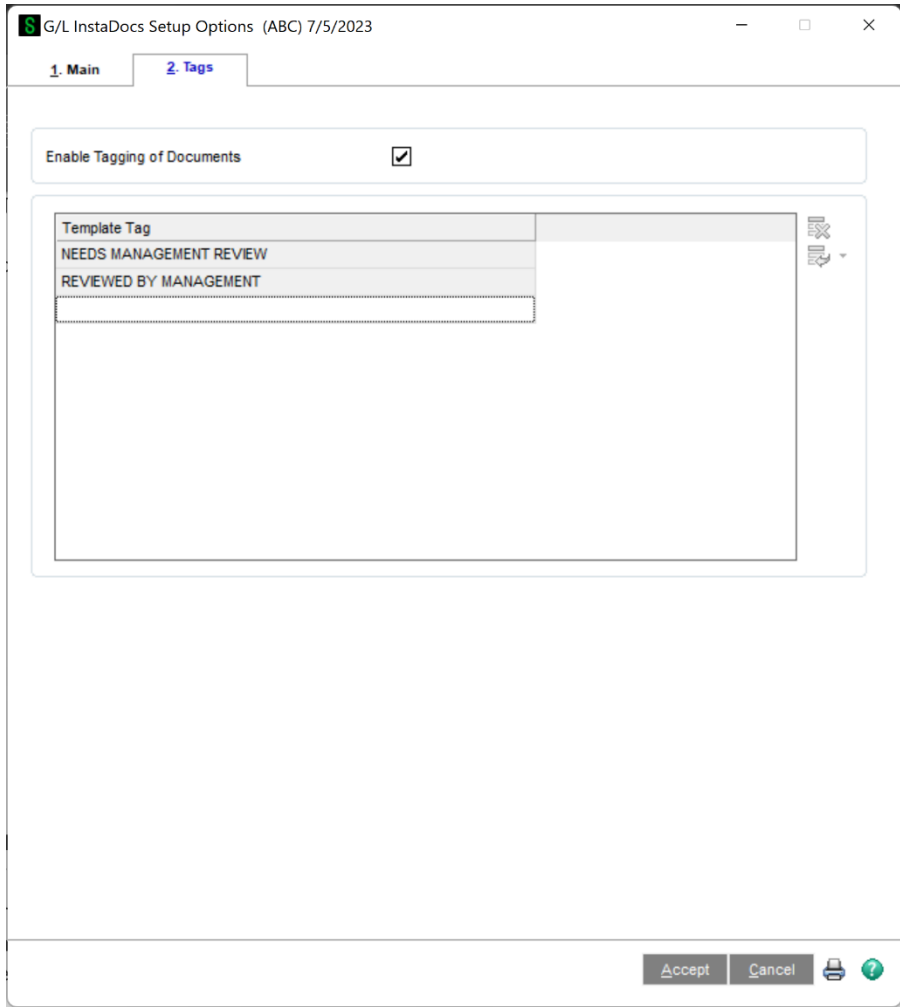 G/L InstaDocs Setup Options (ABC) 7/5/2023
1. Main
2. Tags
Enable Tagging of Documents
Template Tag
NEEDS MANAGEMENT REVIEW
REVIEWED BY MANAGEMENT
Accept
Cancel